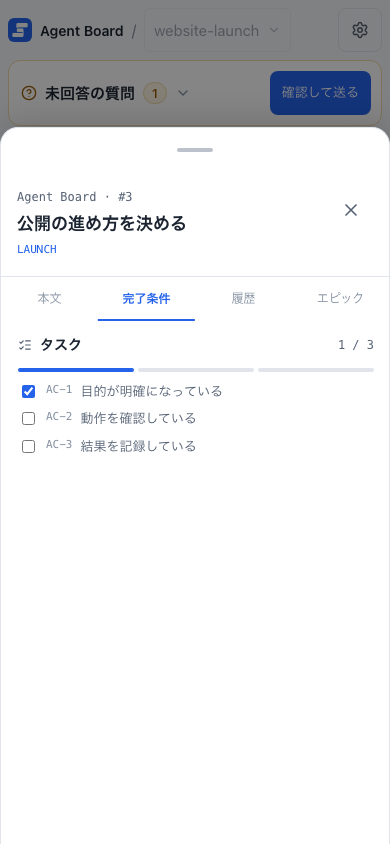 Agent Board / website-launch
未回答の質問 1 確認して送る
Agent Board · #3
公開の進め方を決める
LAUNCH
本文 完了条件 履歴 エピック
タスク 1 / 3
AC-1 目的が明確になっている
AC-2 動作を確認している
AC-3 結果を記録している